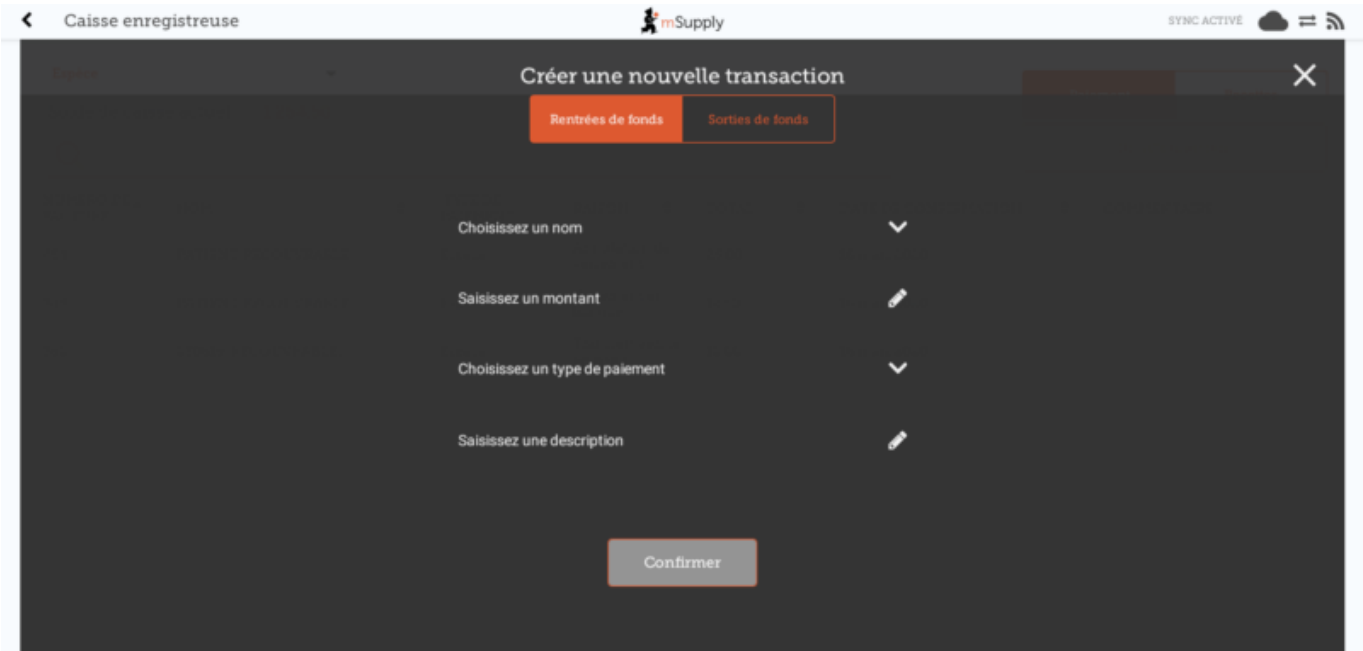 Caisse enregistreuse
mSupply
SYNC ACTIVÉ
Créer une nouvelle transaction
Rentrées de fonds
Sorties de fonds
Choisissez un nom
Saisissez un montant
Choisissez un type de paiement
Saisissez une description
Confirmer